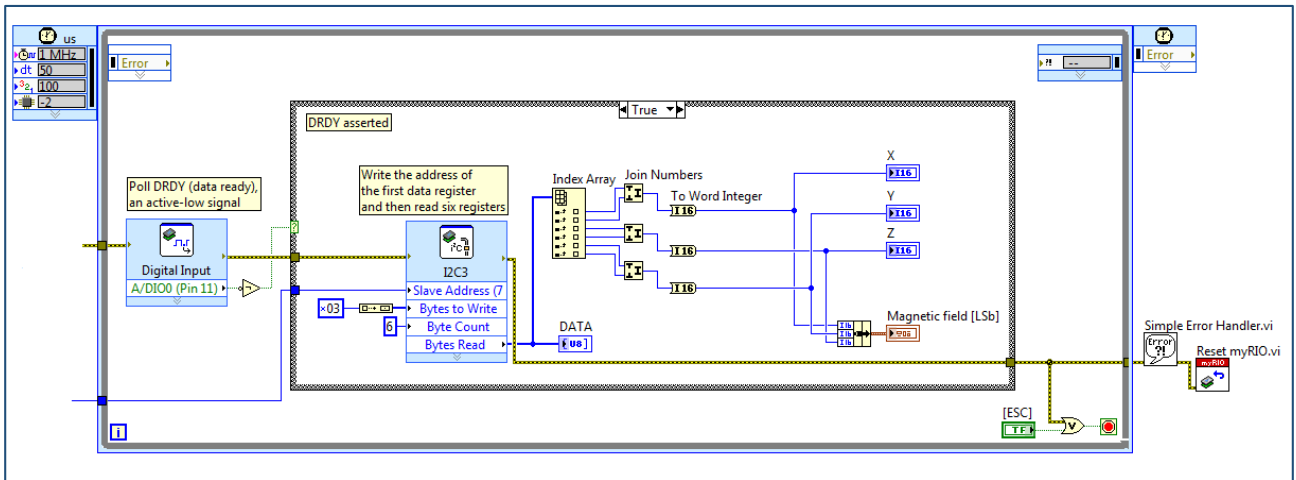 us
1 MHz
dt 50
100
-2
Error
?! --
Error
True
DRDY asserted
Poll DRDY (data ready),
an active-low signal
Digital Input
A/DIO0 (Pin 11)
?
Write the address of
the first data register
and then read six registers
I²C
I2C3
Slave Address (7
Bytes to Write
Byte Count
Bytes Read
×03
6
DATA
U8
Index Array
Join Numbers
To Word Integer
I16
I16
I16
X
I16
Y
I16
Z
I16
Magnetic field [LSb]
[ESC]
TF
V
i
Simple Error Handler.vi
Error
?!
Reset myRIO.vi
myRIO